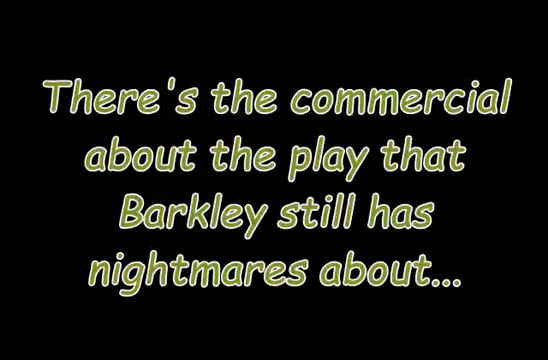 There's the commercial
about the play that
Barkley still has
nightmares about...